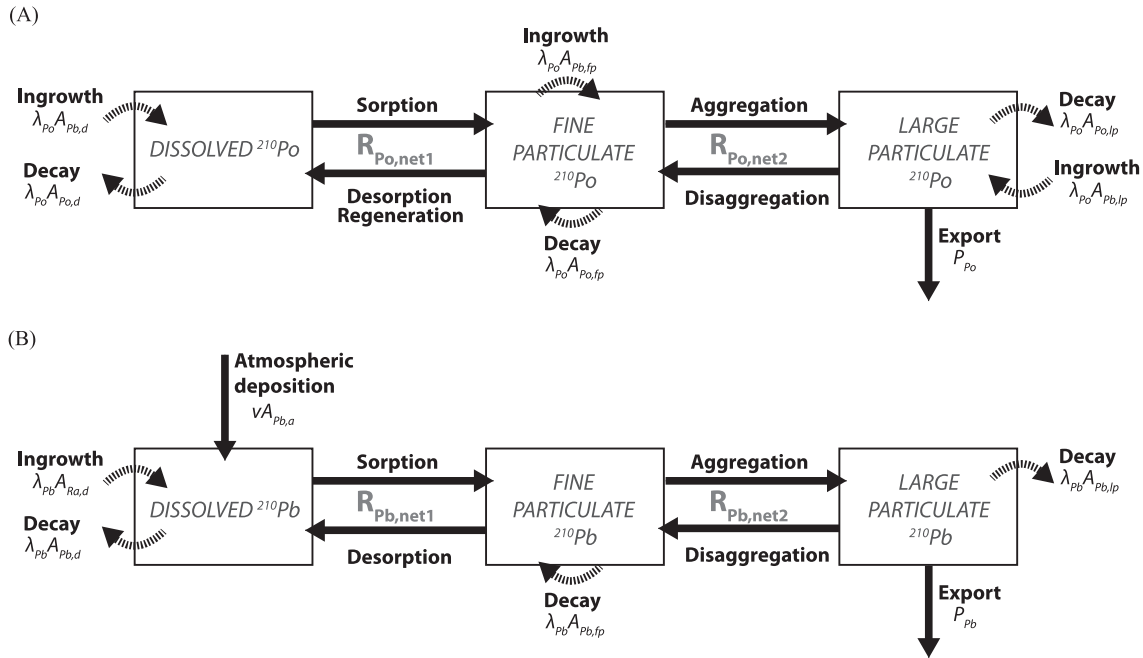 (A)
Ingrowth
λPoAPb,fp
Ingrowth
λPoAPb,d
Decay
λPoAPo,d
DISSOLVED 210Po
Sorption
RPo,net1
Desorption
Regeneration
FINE
PARTICULATE
210Po
Decay
λPoAPo,fp
Aggregation
RPo,net2
Disaggregation
LARGE
PARTICULATE
210Po
Decay
λPoAPo,lp
Ingrowth
λPoAPb,lp
Export
PPo
(B)
Atmospheric
deposition
vAPb,a
Ingrowth
λPbARa,d
Decay
λPbAPb,d
DISSOLVED 210Pb
Sorption
RPb,net1
Desorption
FINE
PARTICULATE
210Pb
Decay
λPbAPb,fp
Aggregation
RPb,net2
Disaggregation
LARGE
PARTICULATE
210Pb
Decay
λPbAPb,lp
Export
PPb